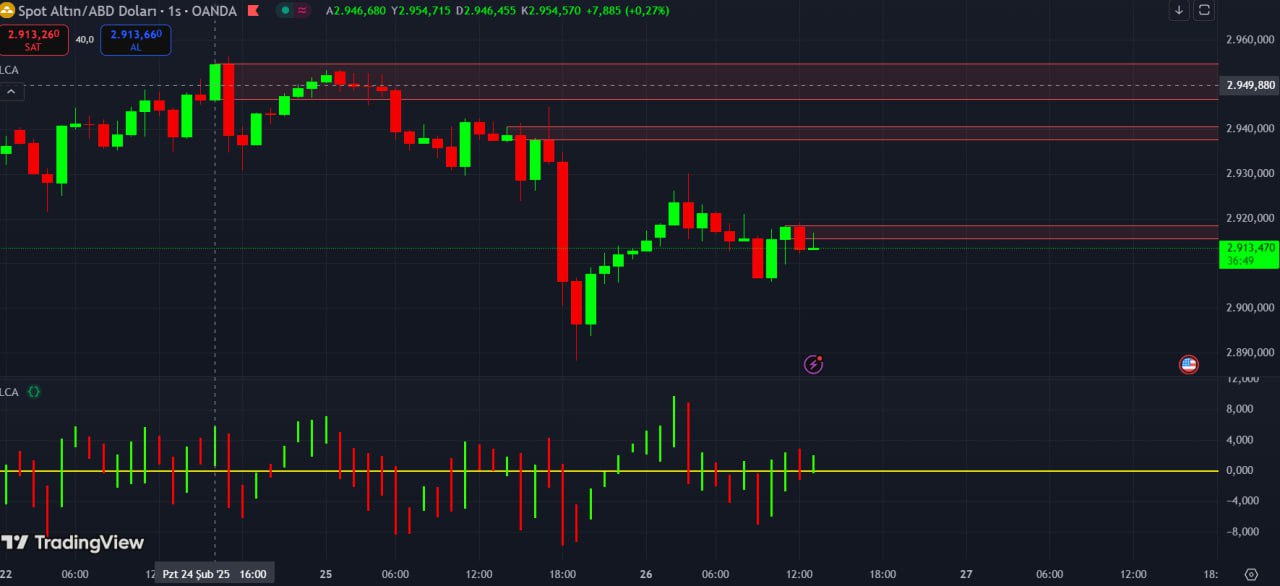 Spot Altın/ABD Doları · 1s · OANDA A2.946,680 Y2.954,715 D2.946,455 K2.954,570 +7,885 (+0,27%)
2.913,260 40,0 2.913,660
SAT AL
LCA
2.960,000
2.949,880
2.940,000
2.930,000
2.920,000
2.913,470
36:49
2.900,000
2.890,000
LCA {}
12,000
8,000
4,000
0,000
−4,000
−8,000
TradingView
22 06:00 12 Pzt 24 Şub '25 16:00 25 06:00 12:00 18:00 26 06:00 12:00 18:00 27 06:00 12:00 18: